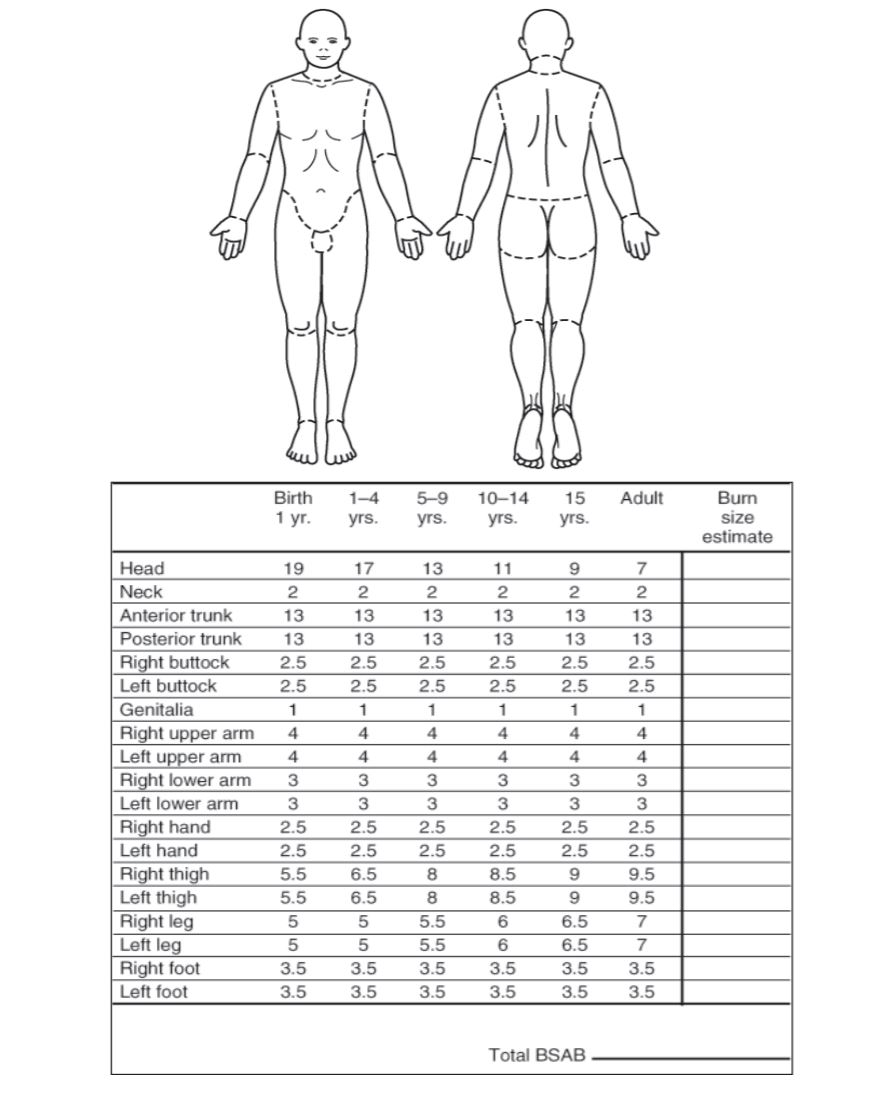 Birth 1–4 5–9 10–14 15 Adult Burn
1 yr. yrs. yrs. yrs. yrs. size
estimate
Head 19 17 13 11 9 7
Neck 2 2 2 2 2 2
Anterior trunk 13 13 13 13 13 13
Posterior trunk 13 13 13 13 13 13
Right buttock 2.5 2.5 2.5 2.5 2.5 2.5
Left buttock 2.5 2.5 2.5 2.5 2.5 2.5
Genitalia 1 1 1 1 1 1
Right upper arm 4 4 4 4 4 4
Left upper arm 4 4 4 4 4 4
Right lower arm 3 3 3 3 3 3
Left lower arm 3 3 3 3 3 3
Right hand 2.5 2.5 2.5 2.5 2.5 2.5
Left hand 2.5 2.5 2.5 2.5 2.5 2.5
Right thigh 5.5 6.5 8 8.5 9 9.5
Left thigh 5.5 6.5 8 8.5 9 9.5
Right leg 5 5 5.5 6 6.5 7
Left leg 5 5 5.5 6 6.5 7
Right foot 3.5 3.5 3.5 3.5 3.5 3.5
Left foot 3.5 3.5 3.5 3.5 3.5 3.5
Total BSAB